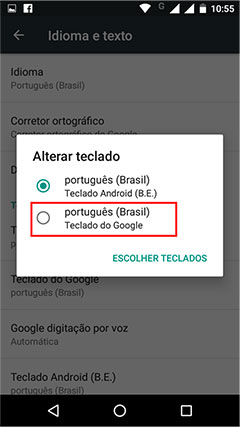 G 10:55
Idioma e texto
Idioma
Português (Brasil)
Corretor ortográfico
Corretor ortográfico do Google
D
Alterar teclado
português (Brasil)
Teclado Android (B.E.)
português (Brasil)
Teclado do Google
ESCOLHER TECLADOS
T
T
Teclado do Google
português (Brasil)
Google digitação por voz
Automática
Teclado Android (B.E.)
português (Brasil)